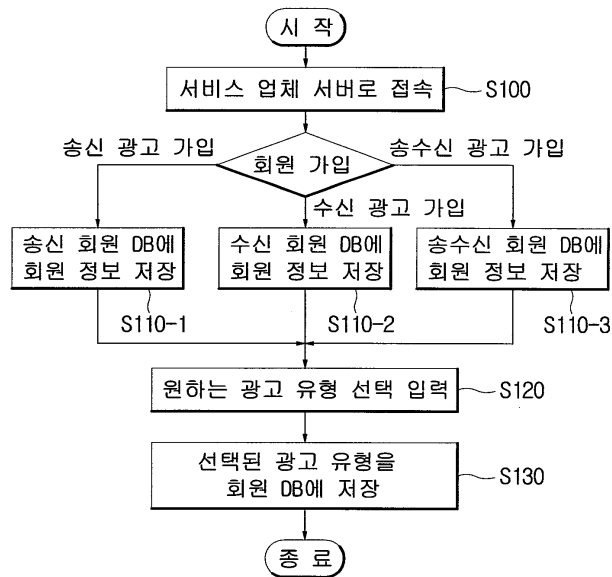 시 작
서비스 업체 서버로 접속
S100
송신 광고 가입
회원 가입
송수신 광고 가입
수신 광고 가입
송신 회원 DB에
회원 정보 저장
수신 회원 DB에
회원 정보 저장
송수신 회원 DB에
회원 정보 저장
S110-1
S110-2
S110-3
원하는 광고 유형 선택 입력
S120
선택된 광고 유형을
회원 DB에 저장
S130
종 료